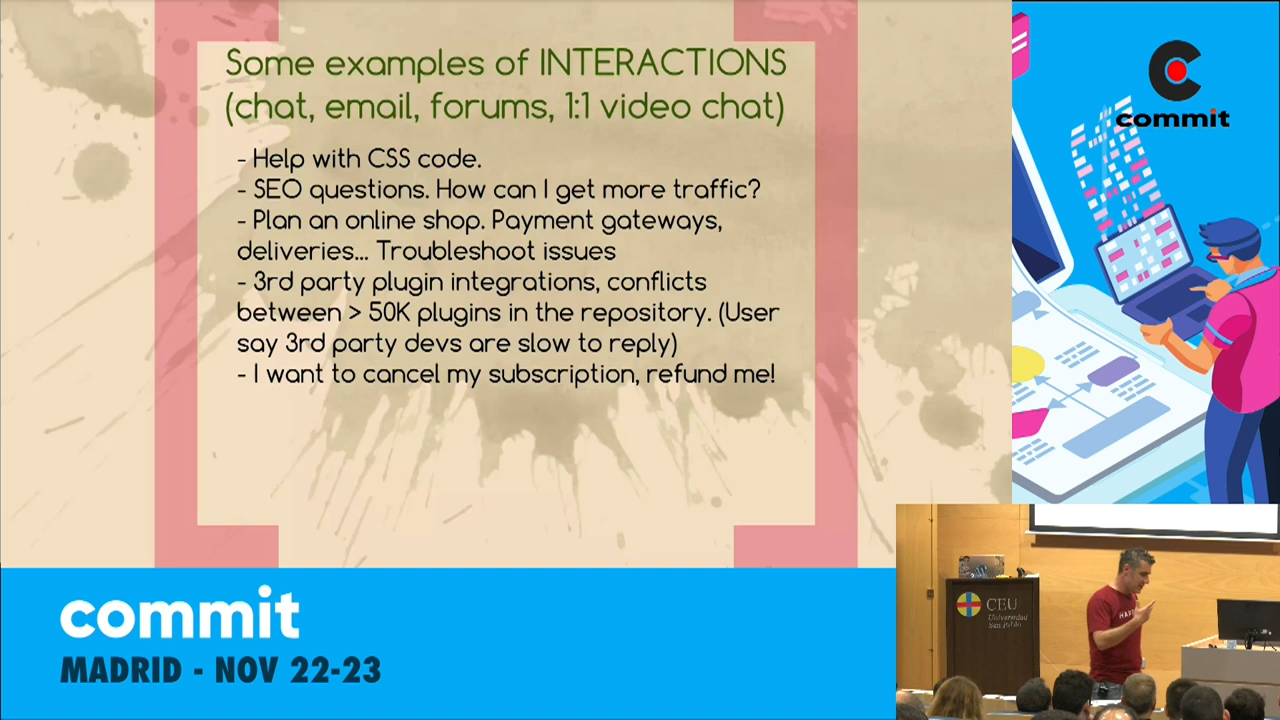 Some examples of INTERACTIONS
(chat, email, forums, 1:1 video chat)
- Help with CSS code.
- SEO questions. How can I get more traffic?
- Plan an online shop. Payment gateways,
deliveries... Troubleshoot issues
- 3rd party plugin integrations, conflicts
between > 50K plugins in the repository. (User
say 3rd party devs are slow to reply)
- I want to cancel my subscription, refund me!
commit
commit
MADRID - NOV 22-23
CEU
Universidad
San Pablo